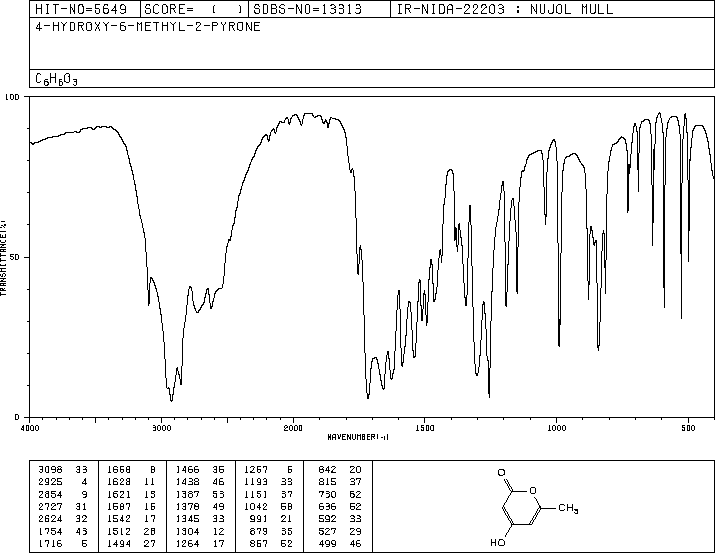 HIT-NO=5649 SCORE= ( ) SDBS-NO=13313 IR-NIDA-22203 : NUJOL MULL
4-HYDROXY-6-METHYL-2-PYRONE
C6H6O3
100
50
0
TRANSMITTANCE(%)
4000 3000 2000 1500 1000 500
WAVENUMBER(-1)
3098 33 1658 8 1466 35 1257 5 842 20
2925 4 1628 11 1438 46 1193 33 815 37
2854 9 1621 15 1387 53 1151 37 730 62
2727 31 1587 15 1378 49 1042 58 636 52
2624 32 1542 17 1345 33 991 21 592 33
1754 43 1512 28 1304 12 879 35 527 29
1716 5 1494 27 1264 17 857 52 499 46
O
O
CH3
HO